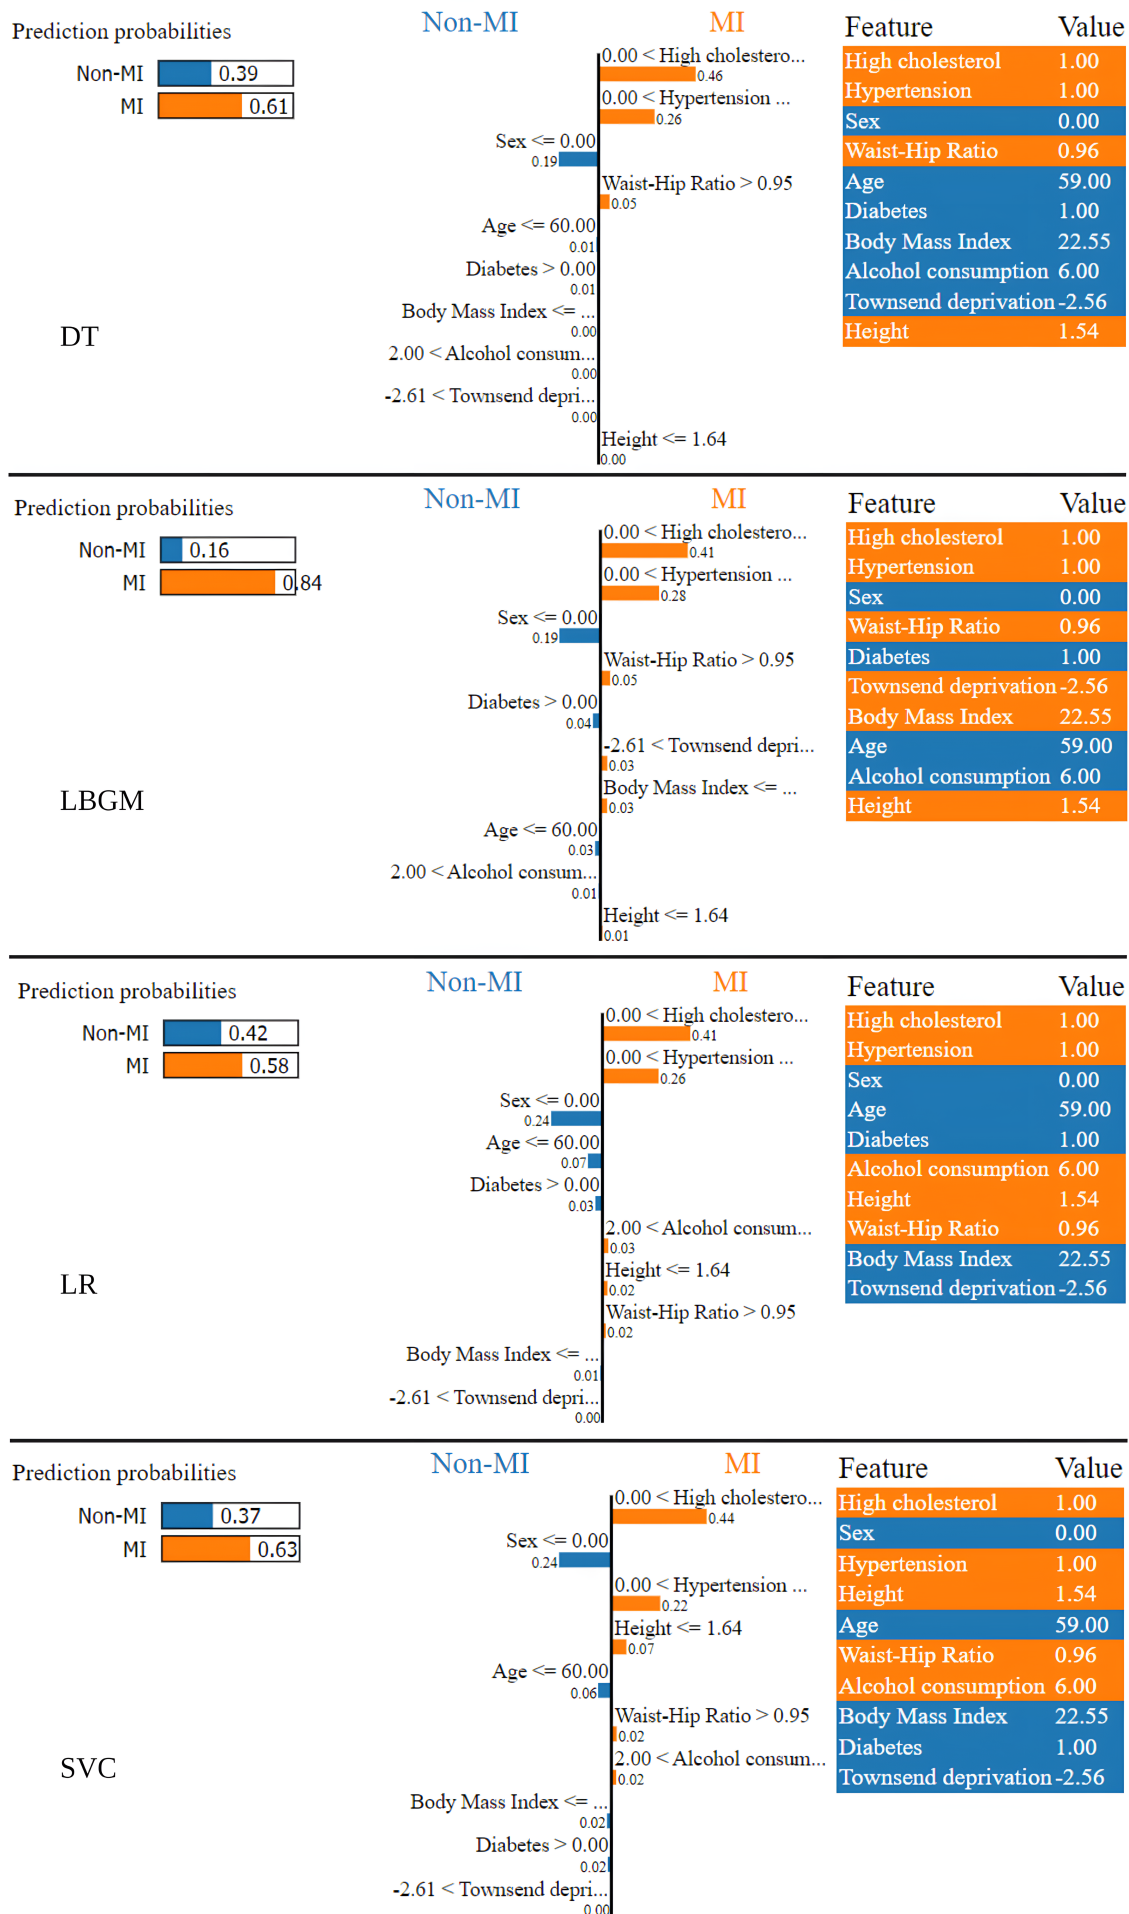 Prediction probabilities
Non-MI 0.39
MI 0.61
Non-MI MI
0.00 < High cholestero...
0.46
0.00 < Hypertension ...
0.26
Sex <= 0.00
0.19
Waist-Hip Ratio > 0.95
0.05
Age <= 60.00
0.01
Diabetes > 0.00
0.01
Body Mass Index <= ...
0.00
2.00 < Alcohol consum...
0.00
-2.61 < Townsend depri...
0.00
Height <= 1.64
0.00
Feature Value
High cholesterol 1.00
Hypertension 1.00
Sex 0.00
Waist-Hip Ratio 0.96
Age 59.00
Diabetes 1.00
Body Mass Index 22.55
Alcohol consumption 6.00
Townsend deprivation -2.56
Height 1.54
DT
Prediction probabilities
Non-MI 0.16
MI 0.84
Non-MI MI
0.00 < High cholestero...
0.41
0.00 < Hypertension ...
0.28
Sex <= 0.00
0.19
Waist-Hip Ratio > 0.95
0.05
Diabetes > 0.00
0.04
-2.61 < Townsend depri...
0.03
Body Mass Index <= ...
0.03
Age <= 60.00
0.03
2.00 < Alcohol consum...
0.01
Height <= 1.64
0.01
Feature Value
High cholesterol 1.00
Hypertension 1.00
Sex 0.00
Waist-Hip Ratio 0.96
Diabetes 1.00
Townsend deprivation -2.56
Body Mass Index 22.55
Age 59.00
Alcohol consumption 6.00
Height 1.54
LBGM
Prediction probabilities
Non-MI 0.42
MI 0.58
Non-MI MI
0.00 < High cholestero...
0.41
0.00 < Hypertension ...
0.26
Sex <= 0.00
0.24
Age <= 60.00
0.07
Diabetes > 0.00
0.03
2.00 < Alcohol consum...
0.03
Height <= 1.64
0.02
Waist-Hip Ratio > 0.95
0.02
Body Mass Index <= ...
0.01
-2.61 < Townsend depri...
0.00
Feature Value
High cholesterol 1.00
Hypertension 1.00
Sex 0.00
Age 59.00
Diabetes 1.00
Alcohol consumption 6.00
Height 1.54
Waist-Hip Ratio 0.96
Body Mass Index 22.55
Townsend deprivation -2.56
LR
Prediction probabilities
Non-MI 0.37
MI 0.63
Non-MI MI
0.00 < High cholestero...
0.44
Sex <= 0.00
0.24
0.00 < Hypertension ...
0.22
Height <= 1.64
0.07
Age <= 60.00
0.06
Waist-Hip Ratio > 0.95
0.02
2.00 < Alcohol consum...
0.02
Body Mass Index <= ...
0.02
Diabetes > 0.00
0.02
-2.61 < Townsend depri...
0.00
Feature Value
High cholesterol 1.00
Sex 0.00
Hypertension 1.00
Height 1.54
Age 59.00
Waist-Hip Ratio 0.96
Alcohol consumption 6.00
Body Mass Index 22.55
Diabetes 1.00
Townsend deprivation -2.56
SVC